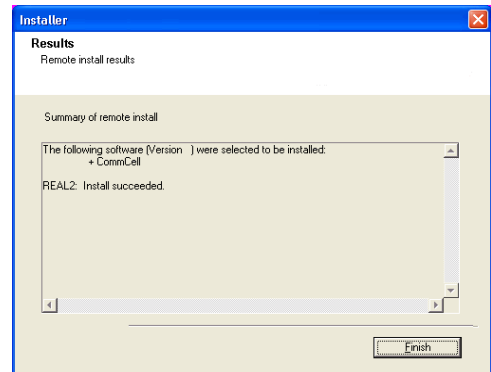 Installer
Results
Remote install results
Summary of remote install
The following software (Version   ) were selected to be installed:
+ CommCell
REAL2:  Install succeeded.
Finish